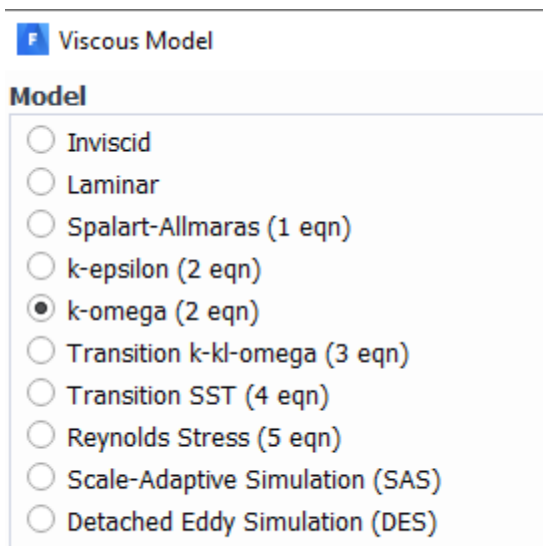 F Viscous Model
Model
Inviscid
Laminar
Spalart-Allmaras (1 eqn)
k-epsilon (2 eqn)
k-omega (2 eqn)
Transition k-kl-omega (3 eqn)
Transition SST (4 eqn)
Reynolds Stress (5 eqn)
Scale-Adaptive Simulation (SAS)
Detached Eddy Simulation (DES)